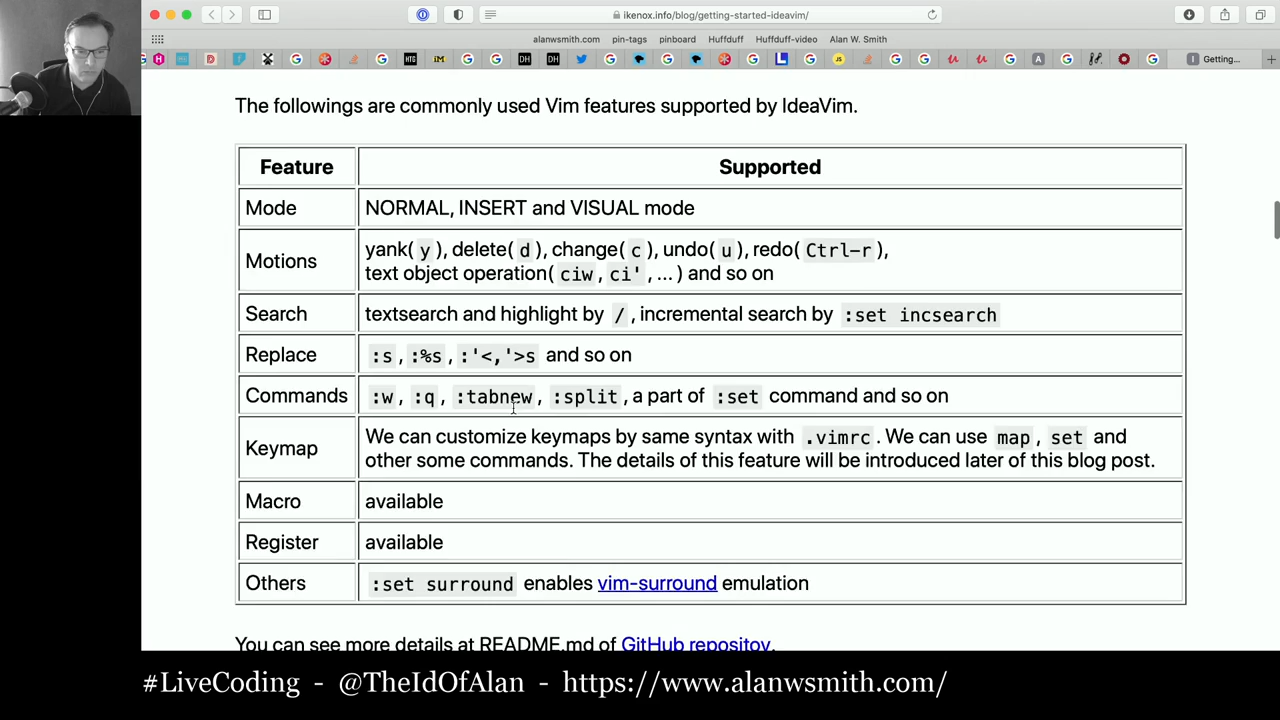 ikenox.info/blog/getting-started-ideavim/
alanwsmith.com pin-tags pinboard Huffduff Huffduff-video Alan W. Smith
Getting...
The followings are commonly used Vim features supported by IdeaVim.
Feature Supported
Mode NORMAL, INSERT and VISUAL mode
Motions yank( y ), delete( d ), change( c ), undo( u ), redo( Ctrl-r ),
text object operation( ciw , ci' , ... ) and so on
Search textsearch and highlight by / , incremental search by :set incsearch
Replace :s , :%s , :'<,'>s and so on
Commands :w , :q , :tabnew , :split , a part of :set command and so on
Keymap We can customize keymaps by same syntax with .vimrc . We can use map , set and
other some commands. The details of this feature will be introduced later of this blog post.
Macro available
Register available
Others :set surround enables vim-surround emulation
You can see more details at README.md of GitHub repositoy.
#LiveCoding - @TheIdOfAlan - https://www.alanwsmith.com/